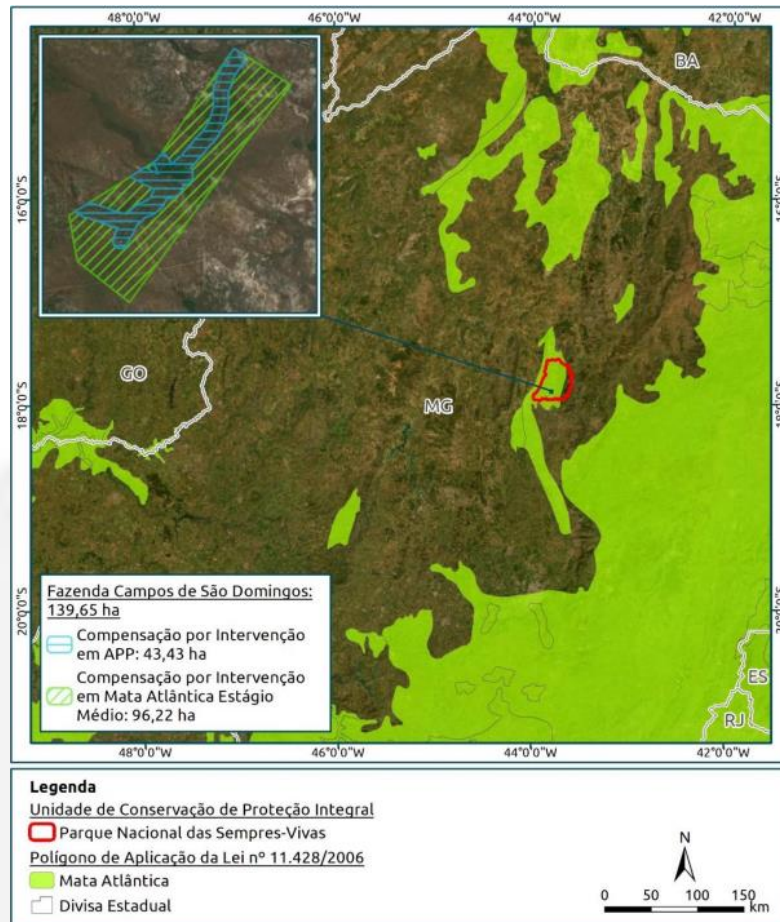 48°0'0"W 46°0'0"W 44°0'0"W 42°0'0"W
BA
16°0'0"S 16°0'0"S
GO
MG
18°0'0"S 18°0'0"S
Fazenda Campos de São Domingos:
139,65 ha
Compensação por Intervenção
em APP: 43,43 ha
Compensação por Intervenção
em Mata Atlântica Estágio
Médio: 96,22 ha
20°0'0"S 20°0'0"S
ES
RJ
48°0'0"W 46°0'0"W 44°0'0"W 42°0'0"W
Legenda
Unidade de Conservação de Proteção Integral
Parque Nacional das Sempres-Vivas
Polígono de Aplicação da Lei nº 11.428/2006
Mata Atlântica
Divisa Estadual
N
0 50 100 150
km